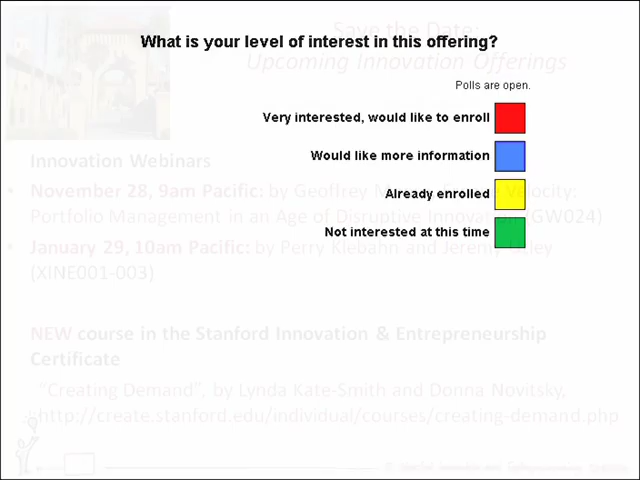 What is your level of interest in this offering?
Save the Date:
Upcoming Innovation Offerings
Polls are open.
Very interested, would like to enroll
Would like more information
Already enrolled
Not interested at this time
Innovation Webinars
• November 28, 9am Pacific: by Geoffrey Velocity:
Portfolio Management in an Age of Disruptive Innovation (GW024)
• January 29, 10am Pacific: by Perry Klebahn and Jeremy
(XINE001-003)
NEW course in the Stanford Innovation & Entrepreneurship
Certificate
"Creating Demand", by Lynda Kate-Smith and Donna Novitsky,
http://create.stanford.edu/individual/courses/creating-demand.php